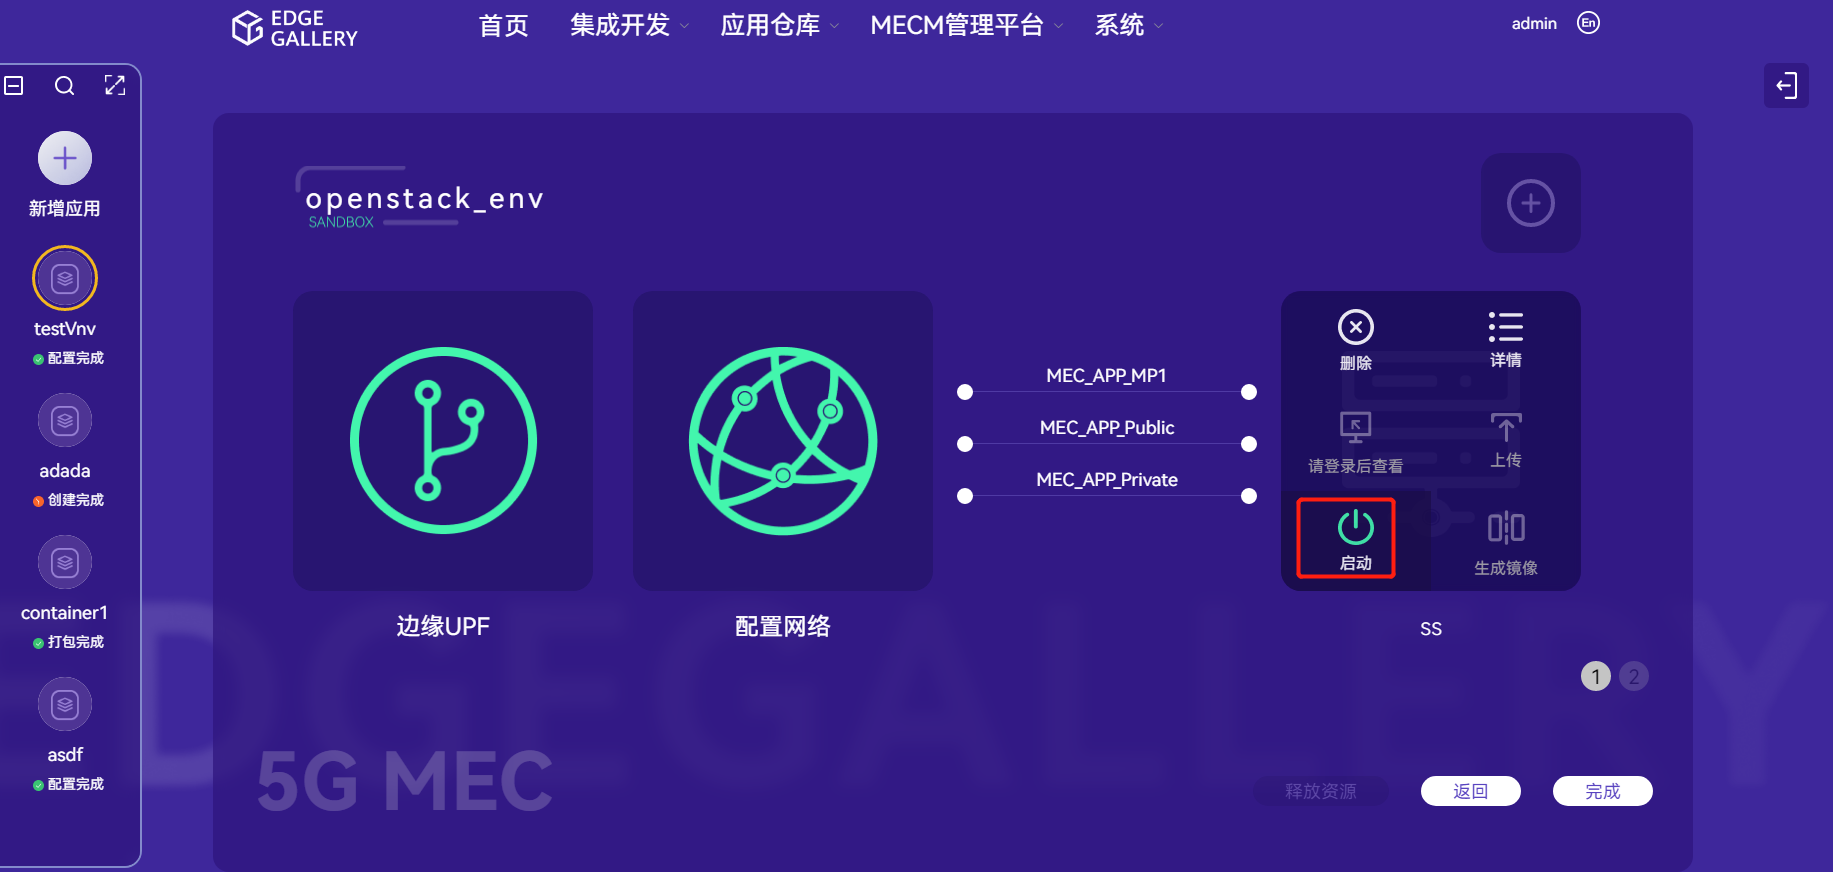 EDGE
GALLERY
首页
集成开发
应用仓库
MECM管理平台
系统
admin
En
新增应用
testVnv
配置完成
adada
创建完成
container1
打包完成
asdf
配置完成
openstack_env
SANDBOX
边缘UPF
配置网络
MEC_APP_MP1
MEC_APP_Public
MEC_APP_Private
删除
详情
请登录后查看
上传
启动
生成镜像
SS
1
2
EDGEGALLERY
5G MEC
释放资源
返回
完成